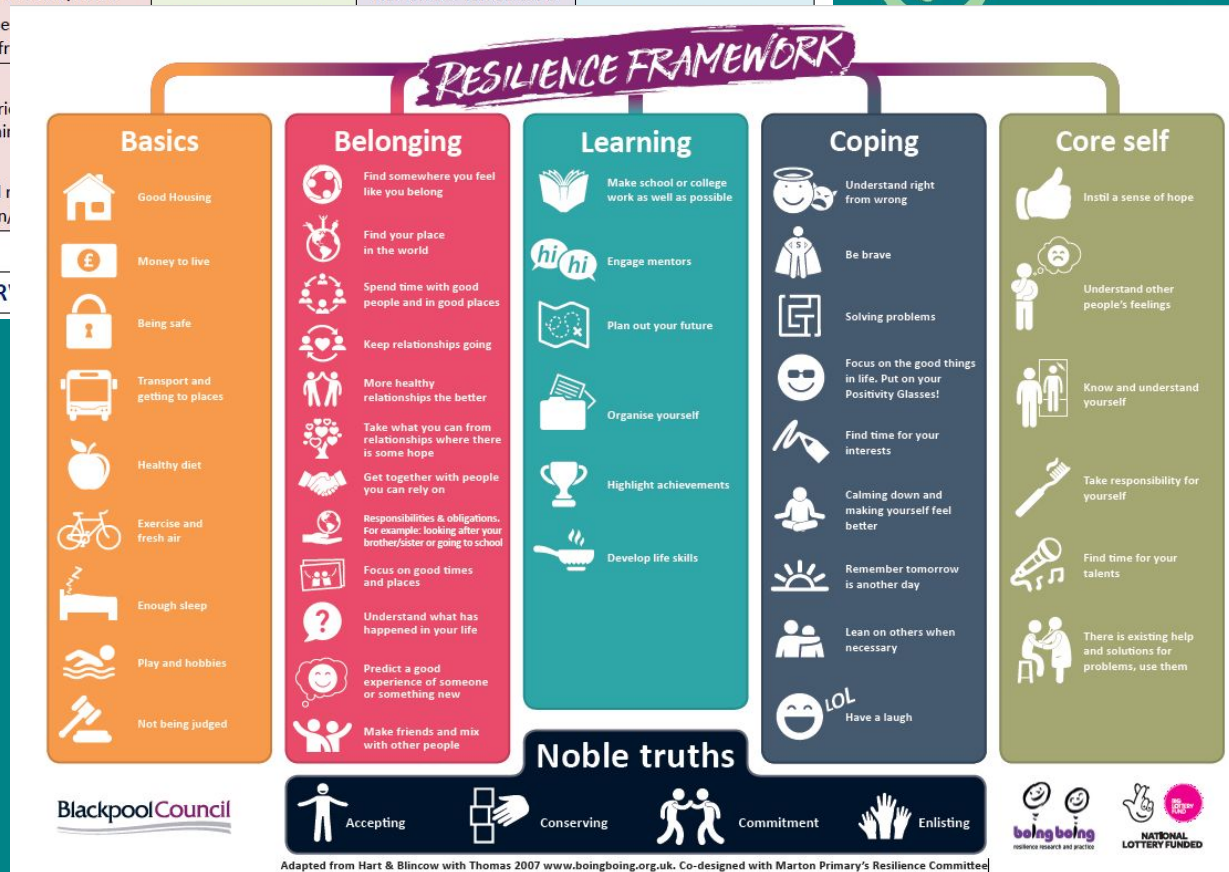 RESILIENCE FRAMEWORK
Basics
Good Housing
£
Money to live
Being safe
Transport and
getting to places
Healthy diet
Exercise and
fresh air
zzz
Enough sleep
Play and hobbies
Not being judged
Belonging
Find somewhere you feel
like you belong
Find your place
in the world
Spend time with good
people and in good places
Keep relationships going
More healthy
relationships the better
Take what you can from
relationships where there
is some hope
Get together with people
you can rely on
Responsibilities & obligations.
For example: looking after your
brother/sister or going to school
Focus on good times
and places
?
Understand what has
happened in your life
Predict a good
experience of someone
or something new
Make friends and mix
with other people
Learning
Make school or college
work as well as possible
hi hi
Engage mentors
Plan out your future
Organise yourself
Highlight achievements
Develop life skills
Coping
Understand right
from wrong
Be brave
Solving problems
Focus on the good things
in life. Put on your
Positivity Glasses!
Find time for your
interests
Calming down and
making yourself feel
better
Remember tomorrow
is another day
Lean on others when
necessary
LOL
Have a laugh
Core self
Instil a sense of hope
Understand other
people's feelings
Know and understand
yourself
Take responsibility for
yourself
Find time for your
talents
There is existing help
and solutions for
problems, use them
Noble truths
Accepting
Conserving
Commitment
Enlisting
BlackpoolCouncil
boingboing
resilience research and practice
BIG
LOTTERY
FUND
NATIONAL
LOTTERY FUNDED
Adapted from Hart & Blincow with Thomas 2007 www.boingboing.org.uk. Co-designed with Marton Primary's Resilience Committee